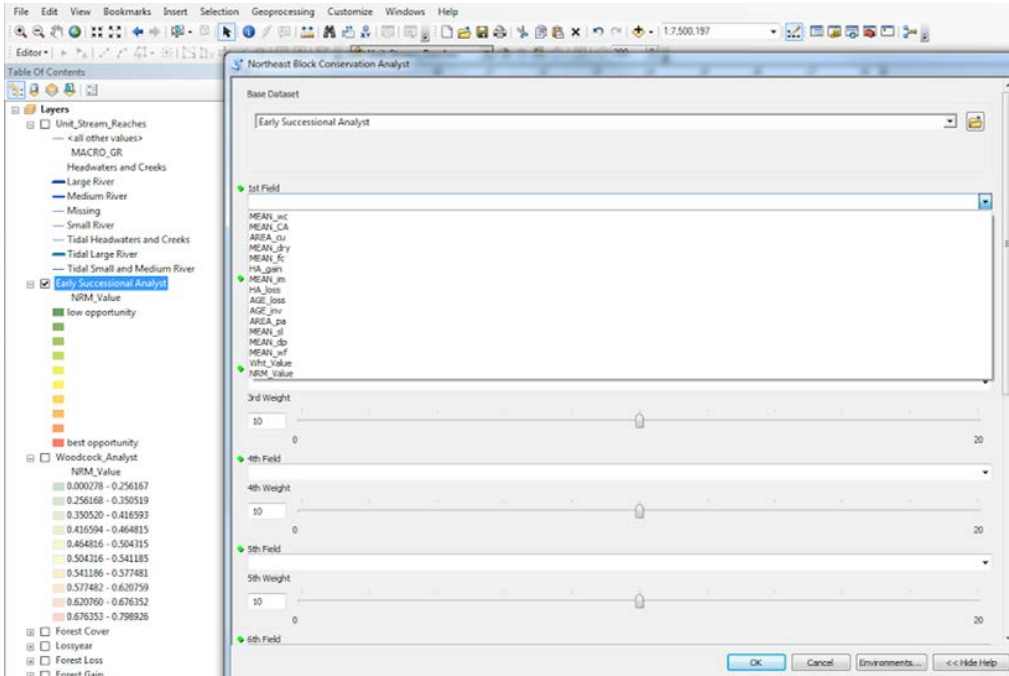 File Edit View Bookmarks Insert Selection Geoprocessing Customize Windows Help
1:7,500,197
Editor
Table Of Contents
Layers
Unit_Stream_Reaches
<all other values>
MACRO_GR
Headwaters and Creeks
Large River
Medium River
Missing
Small River
Tidal Headwaters and Creeks
Tidal Large River
Tidal Small and Medium River
Early Successional Analyst
NRM_Value
low opportunity
best opportunity
Woodcock_Analyst
NRM_Value
0.000278 - 0.256167
0.256168 - 0.350519
0.350520 - 0.416593
0.416594 - 0.464815
0.464816 - 0.504315
0.504316 - 0.541185
0.541186 - 0.577481
0.577482 - 0.620759
0.620760 - 0.676352
0.676353 - 0.798926
Forest Cover
Lossyear
Forest Loss
Forest Gain
Northeast Block Conservation Analyst
Base Dataset
Early Successional Analyst
1st Field
MEAN_wc
MEAN_CA
AREA_cu
MEAN_dry
MEAN_fc
HA_gain
MEAN_im
HA_loss
AGE_loss
AGE_inv
AREA_pa
MEAN_sl
MEAN_dp
MEAN_wf
Wht_Value
NRM_Value
3rd Weight
10
0 20
4th Field
4th Weight
10
0 20
5th Field
5th Weight
10
0 20
6th Field
OK Cancel Environments... << Hide Help